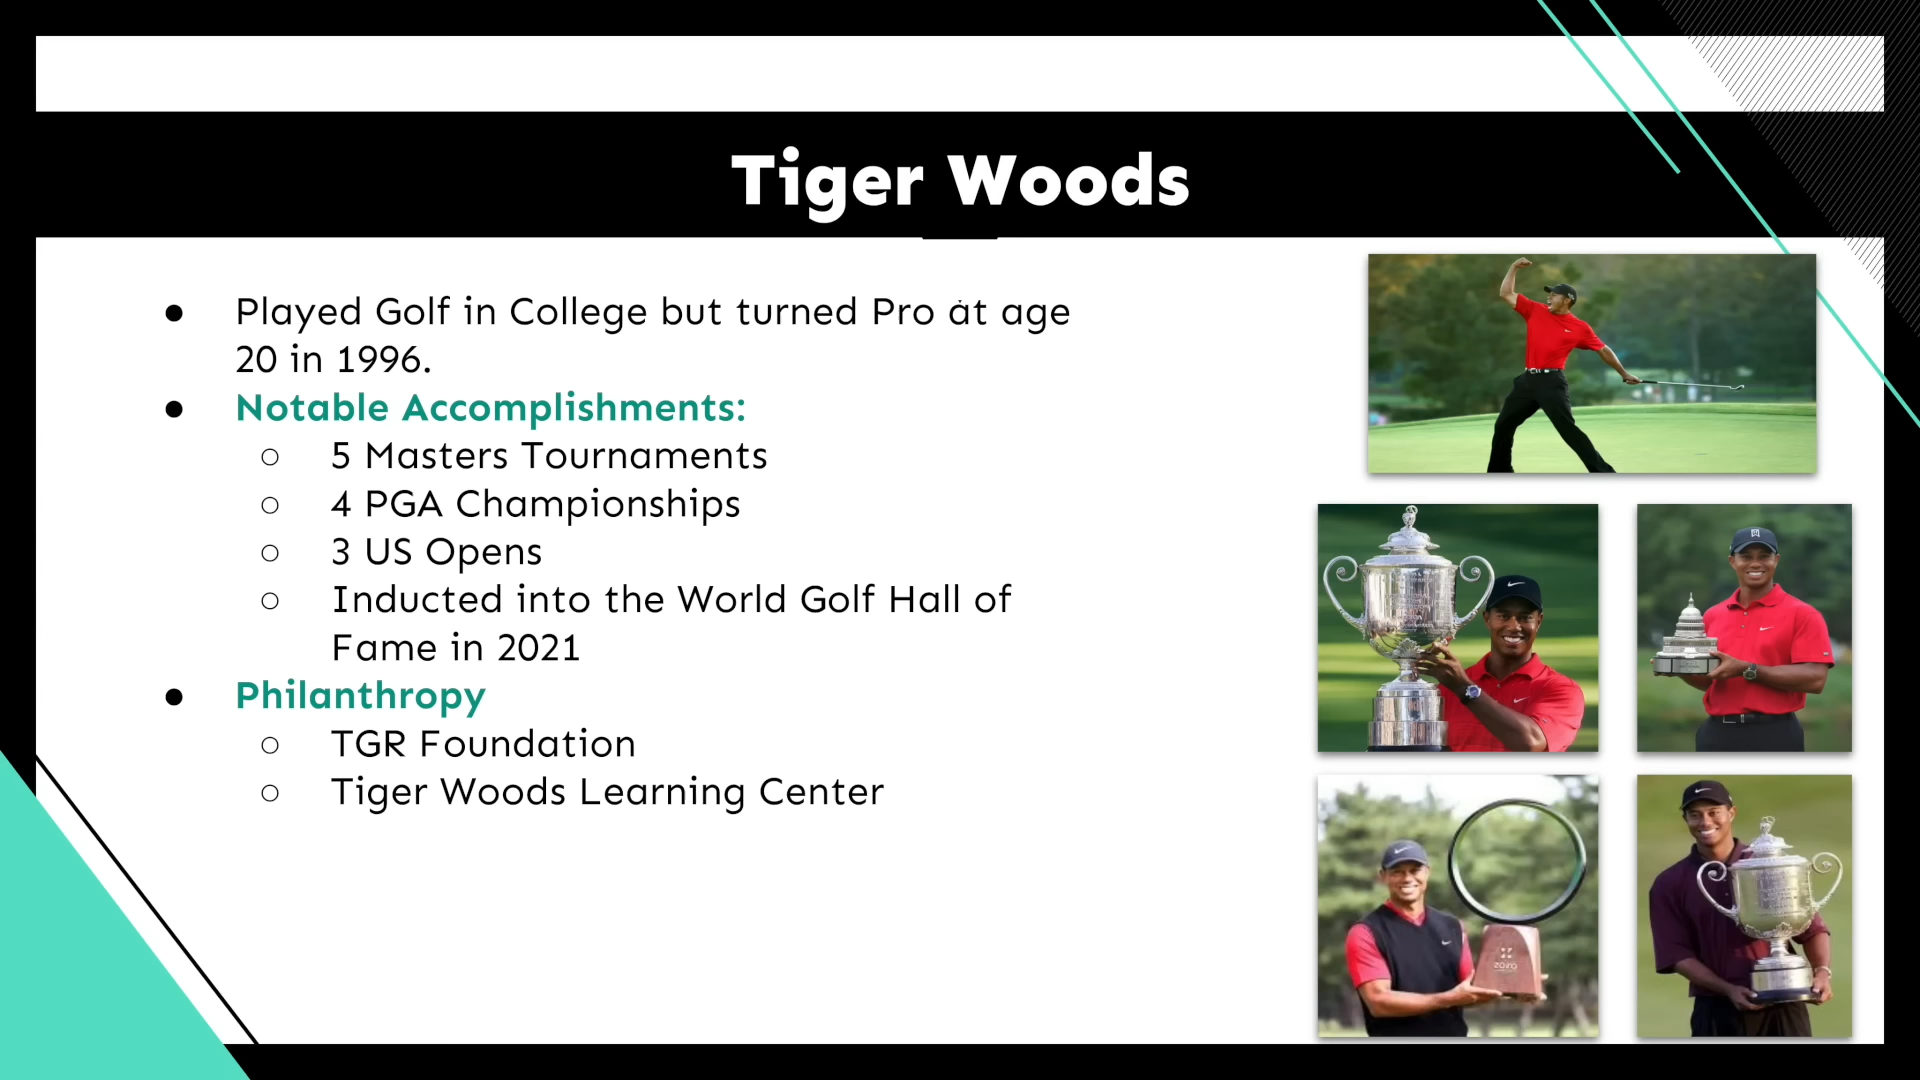 Tiger Woods
● Played Golf in College but turned Pro at age
20 in 1996.
● Notable Accomplishments:
○ 5 Masters Tournaments
○ 4 PGA Championships
○ 3 US Opens
○ Inducted into the World Golf Hall of
Fame in 2021
● Philanthropy
○ TGR Foundation
○ Tiger Woods Learning Center